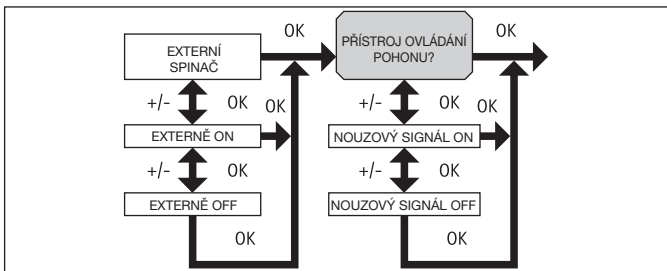 OK
OK
EXTERNÍ
SPINAČ
PŘÍSTROJ OVLÁDÁNÍ
POHONU?
+/-
OK
OK
+/-
OK
OK
EXTERNĚ ON
NOUZOVÝ SIGNÁL ON
+/-
OK
+/-
OK
EXTERNĚ OFF
NOUZOVÝ SIGNÁL OFF
OK
OK